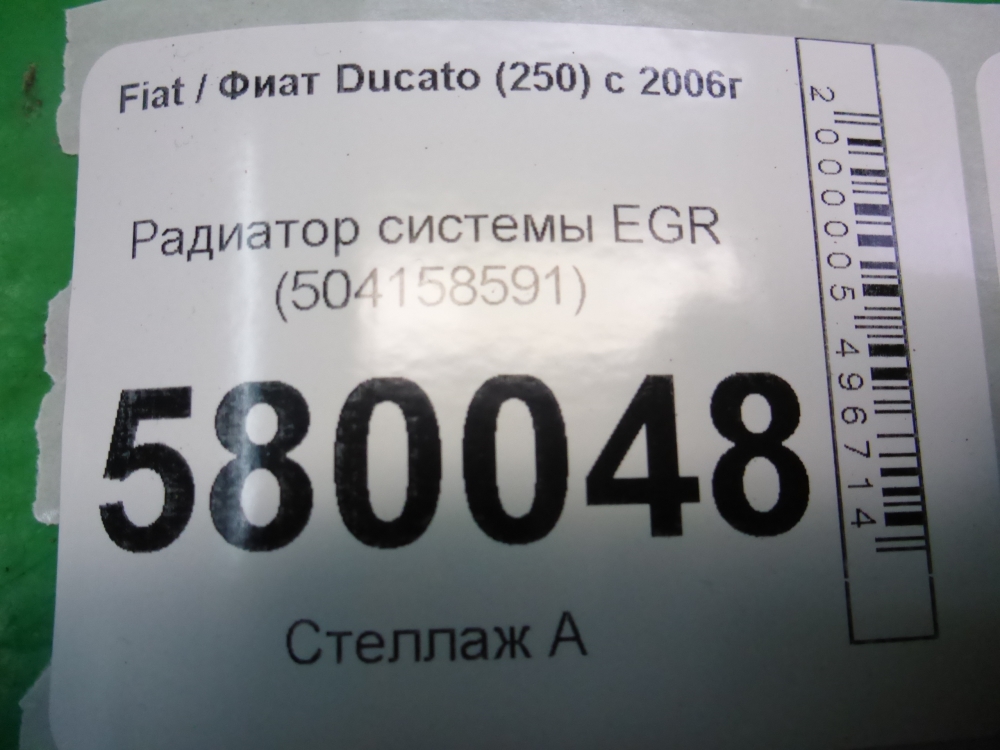 Fiat / Фиат Ducato (250) с 2006г
Радиатор системы EGR
(504158591)
580048
Стеллаж А
2000005496714